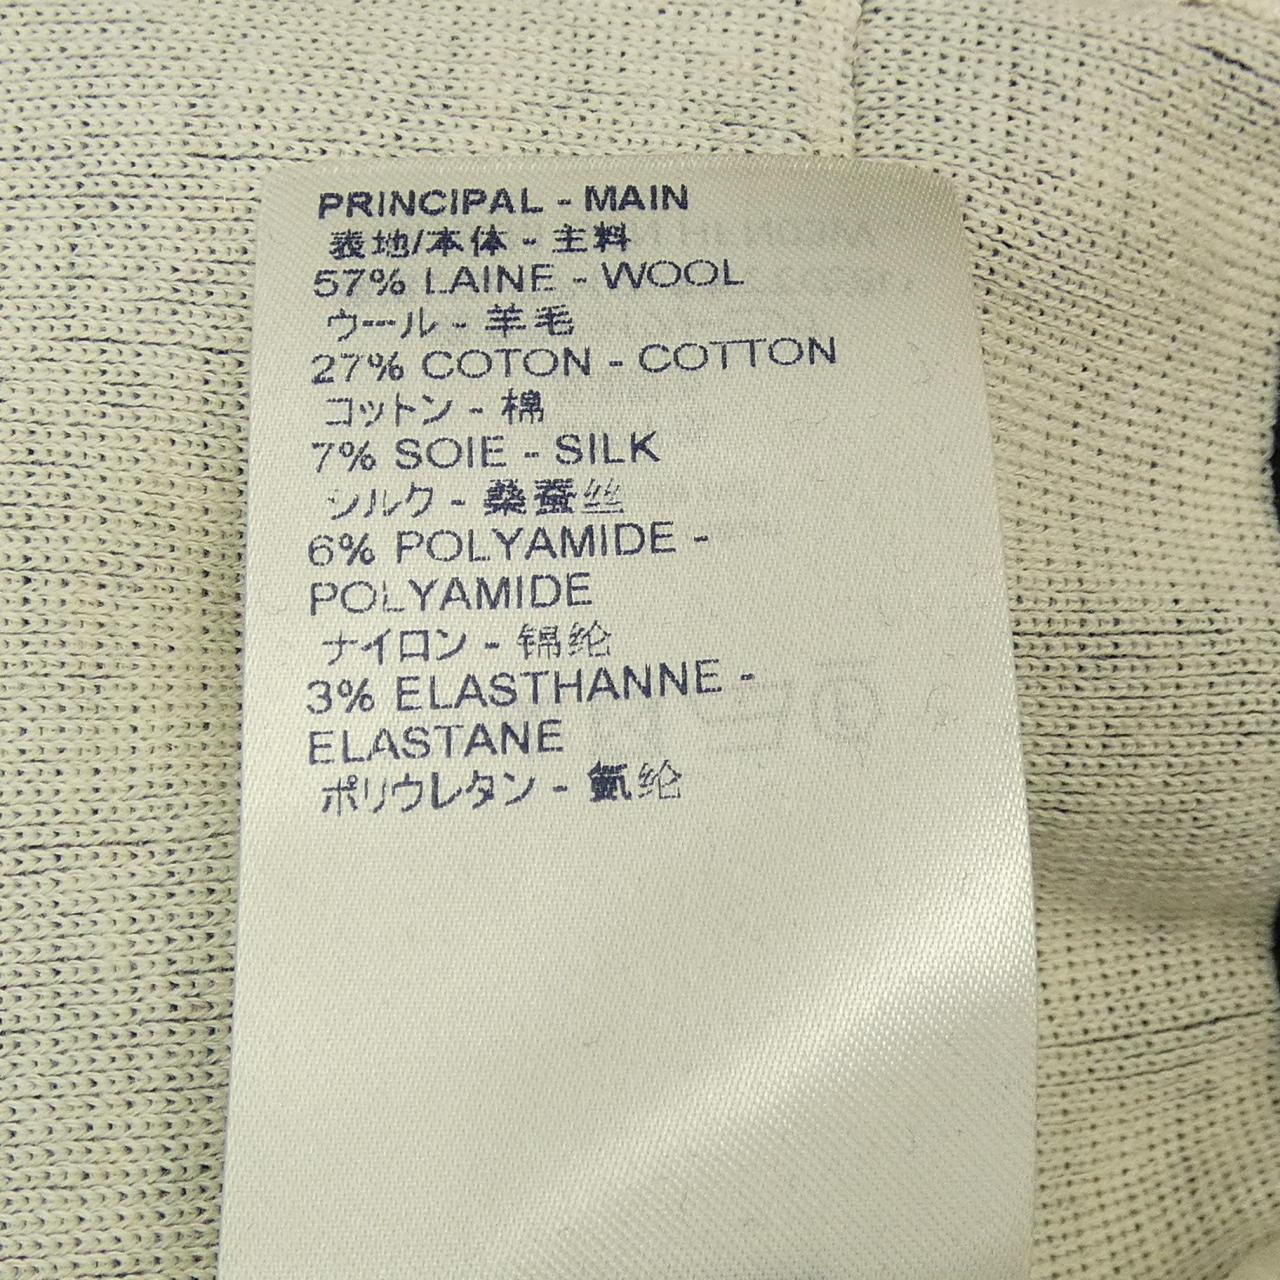 PRINCIPAL - MAIN
表地/本体 - 主料
57% LAINE - WOOL
ウール - 羊毛
27% COTON - COTTON
コットン - 棉
7% SOIE - SILK
シルク - 桑蚕丝
6% POLYAMIDE -
POLYAMIDE
ナイロン - 锦纶
3% ELASTHANNE -
ELASTANE
ポリウレタン - 氨纶